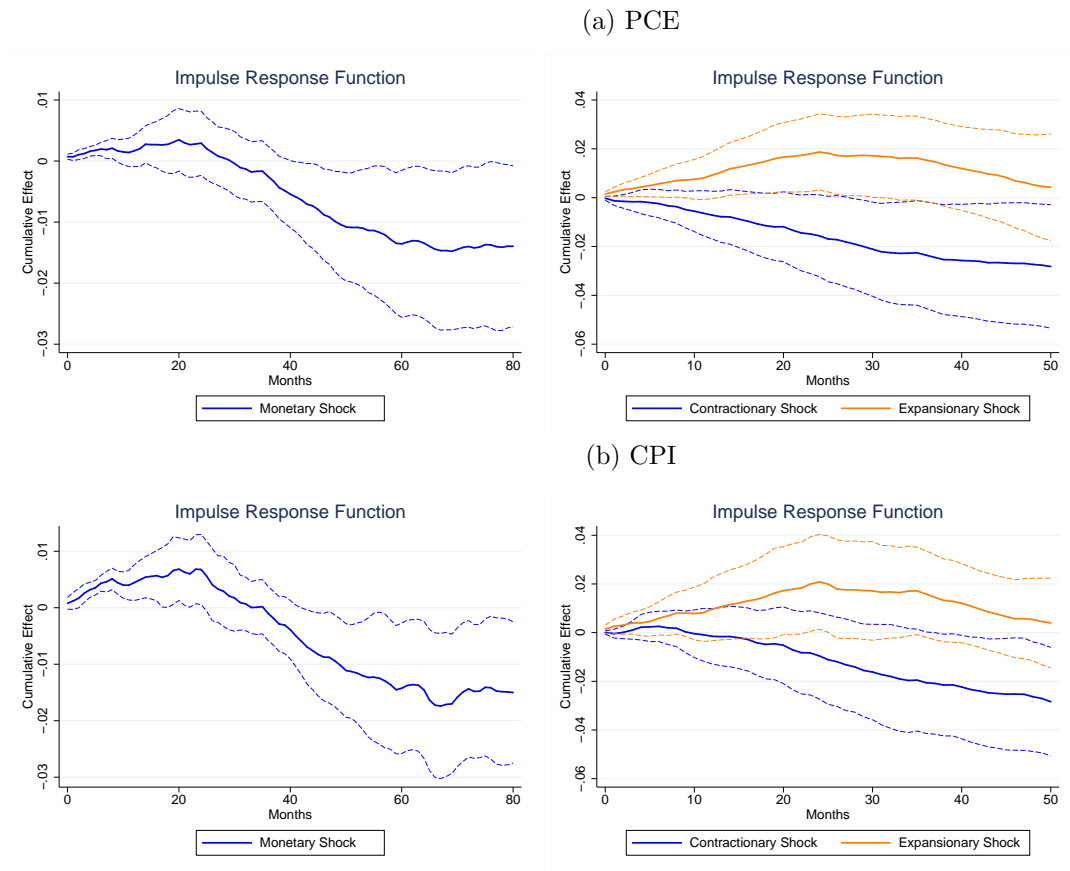 (a) PCE
Impulse Response Function
Cumulative Effect
.01
0
-.01
-.02
-.03
0 20 40 60 80
Months
Monetary Shock
Impulse Response Function
Cumulative Effect
.04
.02
0
-.02
-.04
-.06
0 10 20 30 40 50
Months
Contractionary Shock Expansionary Shock
(b) CPI
Impulse Response Function
Cumulative Effect
.01
0
-.01
-.02
-.03
0 20 40 60 80
Months
Monetary Shock
Impulse Response Function
Cumulative Effect
.04
.02
0
-.02
-.04
-.06
0 10 20 30 40 50
Months
Contractionary Shock Expansionary Shock